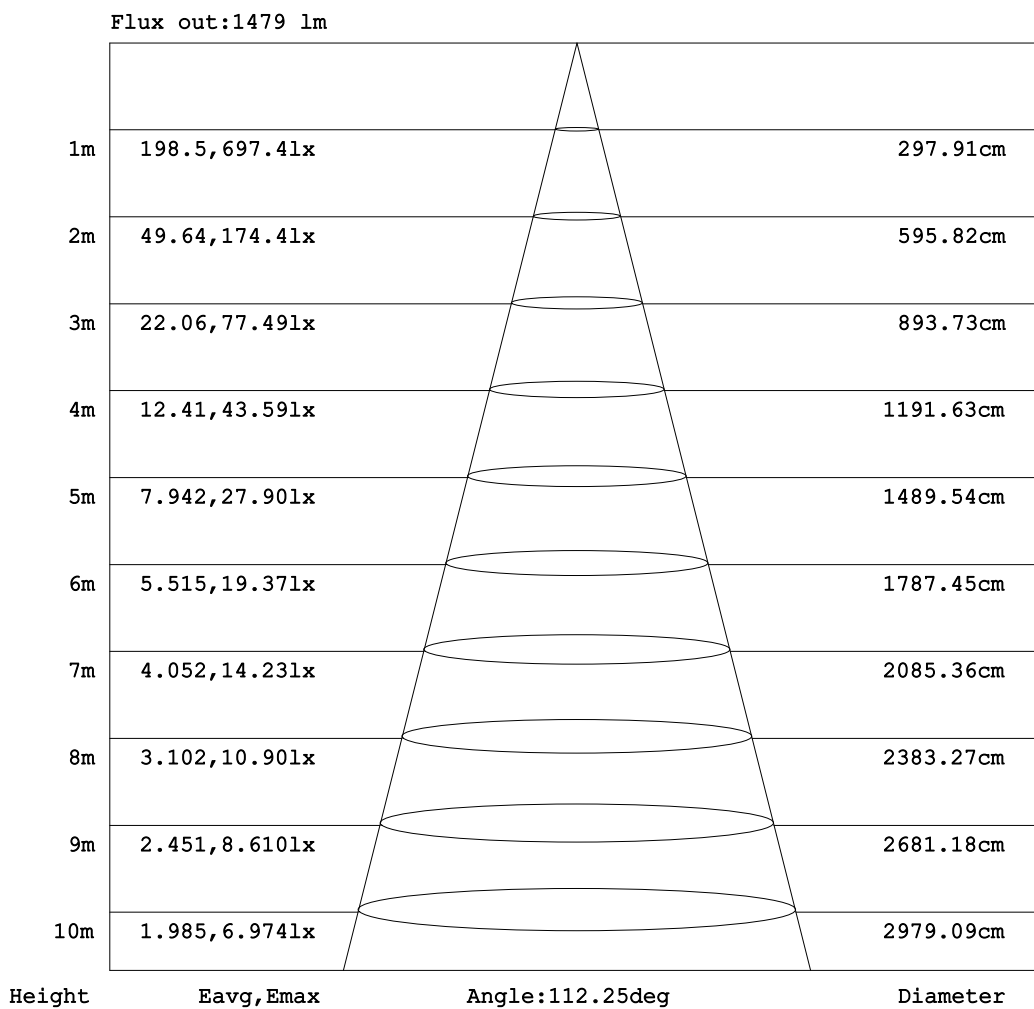 Flux out:1479 lm
1m 198.5,697.4lx 297.91cm
2m 49.64,174.4lx 595.82cm
3m 22.06,77.49lx 893.73cm
4m 12.41,43.59lx 1191.63cm
5m 7.942,27.90lx 1489.54cm
6m 5.515,19.37lx 1787.45cm
7m 4.052,14.23lx 2085.36cm
8m 3.102,10.90lx 2383.27cm
9m 2.451,8.610lx 2681.18cm
10m 1.985,6.974lx 2979.09cm
Height Eavg,Emax Angle:112.25deg Diameter